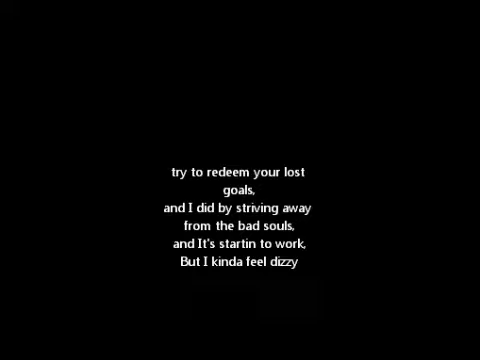 try to redeem your lost
goals,
and I did by striving away
from the bad souls,
and It's startin to work,
But I kinda feel dizzy